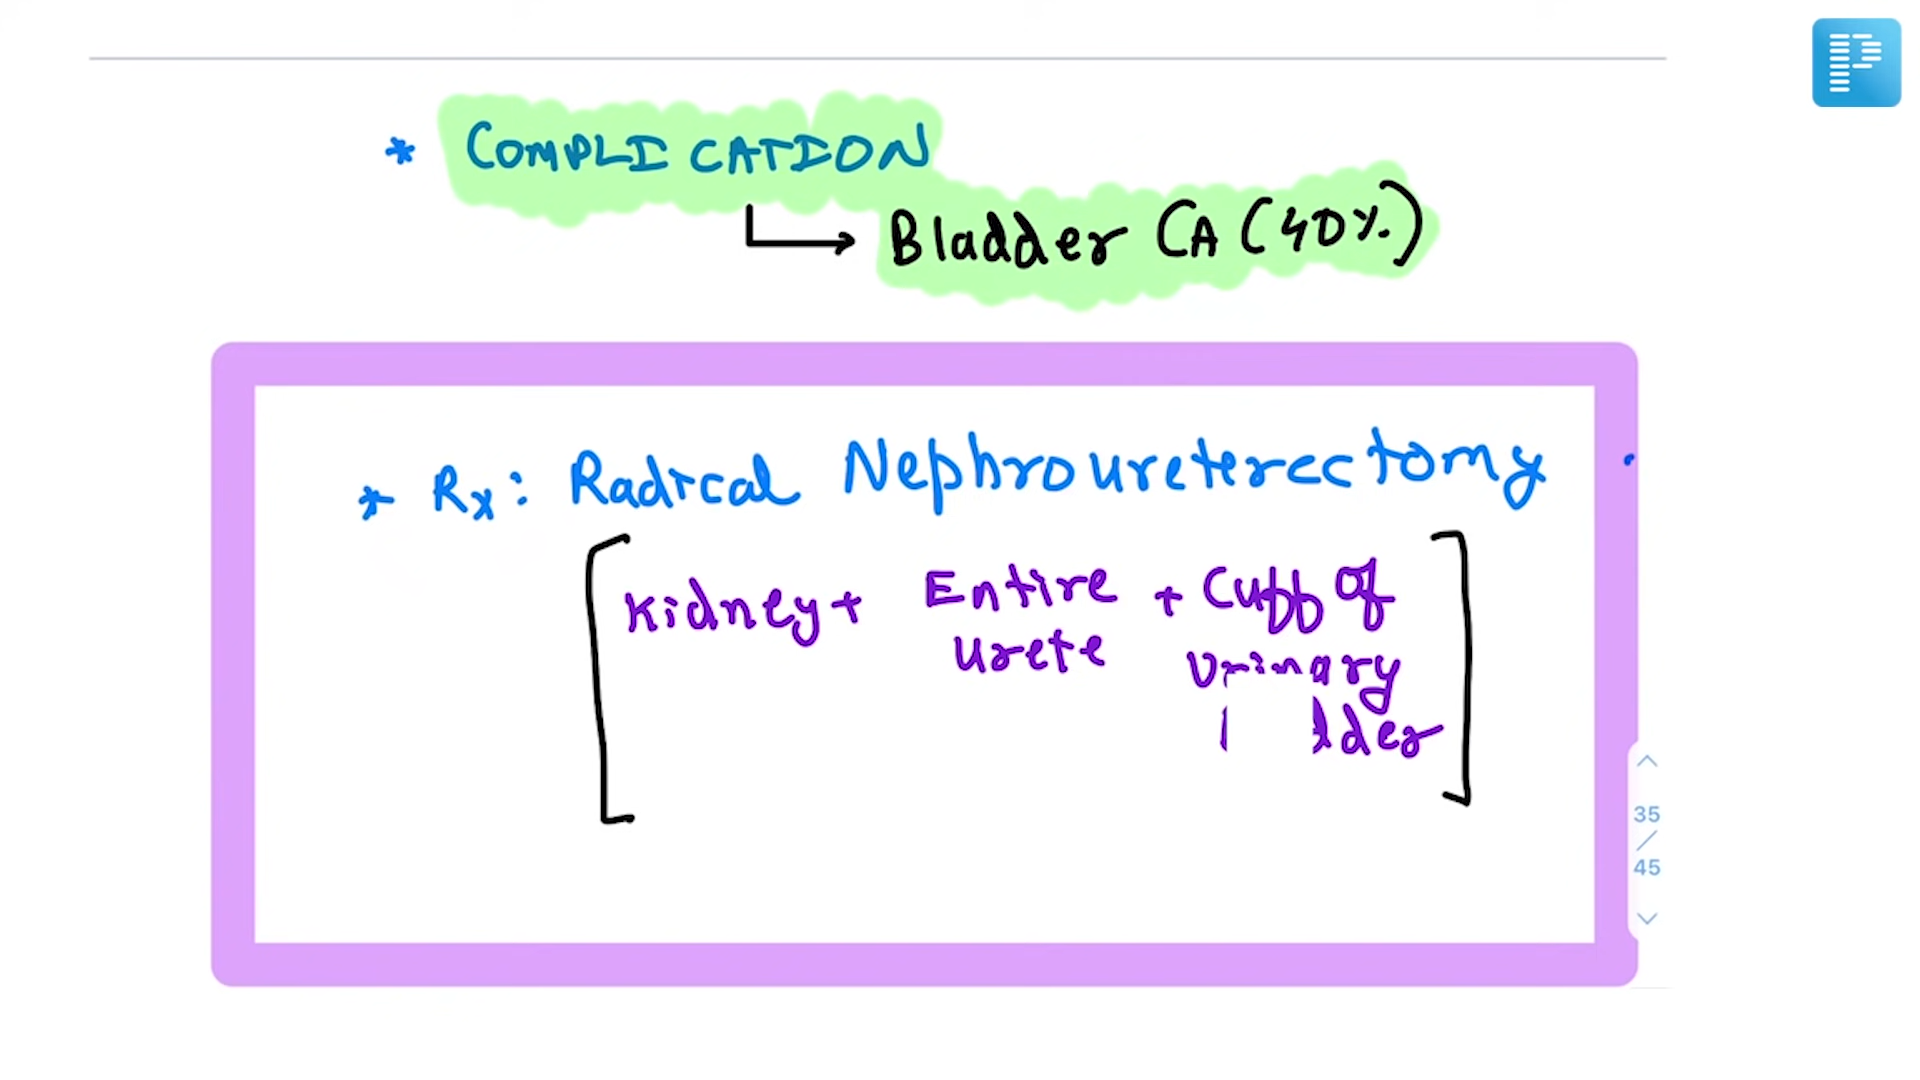 * COMPLICATION
Bladder CA (40%)
* Rx: Radical Nephroureterectomy
[Kidney + Entire + Cuff of
Urete Urinary
dder]
35
/
45